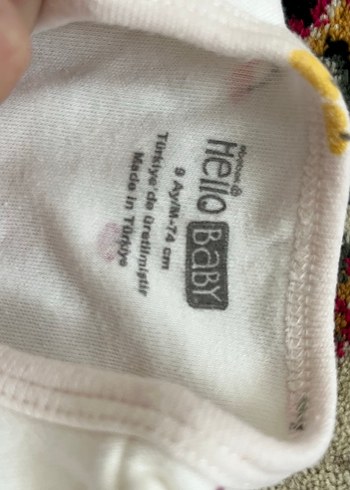 Hello
BABY
9 Ay/M-74 cm
Türkiye'de üretilmiştir
Made in Türkiye